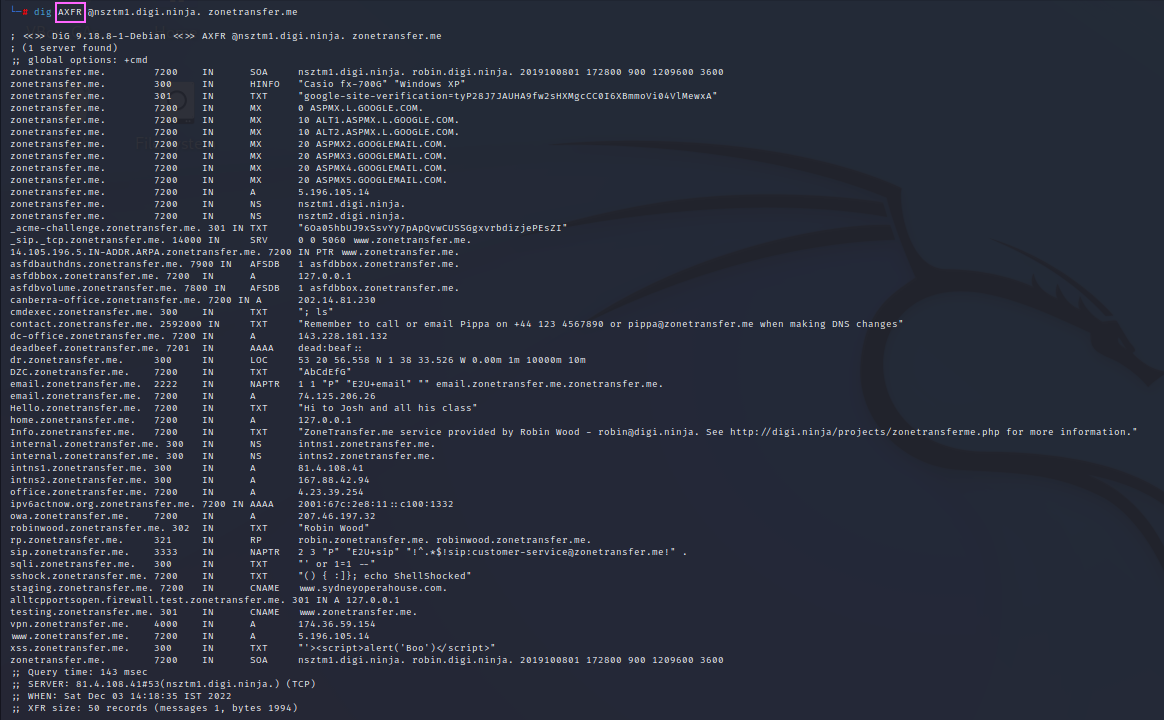 └─# dig AXFR @nsztm1.digi.ninja. zonetransfer.me
; <<>> DiG 9.18.8-1-Debian <<>> AXFR @nsztm1.digi.ninja. zonetransfer.me
; (1 server found)
;; global options: +cmd
zonetransfer.me. 7200 IN SOA nsztm1.digi.ninja. robin.digi.ninja. 2019100801 172800 900 1209600 3600
zonetransfer.me. 300 IN HINFO "Casio fx-700G" "Windows XP"
zonetransfer.me. 301 IN TXT "google-site-verification=tyP28J7JAUHA9fw2sHXMgcCC0I6XBmmoVi04VlMewxA"
zonetransfer.me. 7200 IN MX 0 ASPMX.L.GOOGLE.COM.
zonetransfer.me. 7200 IN MX 10 ALT1.ASPMX.L.GOOGLE.COM.
zonetransfer.me. 7200 IN MX 10 ALT2.ASPMX.L.GOOGLE.COM.
zonetransfer.me. 7200 IN MX 20 ASPMX2.GOOGLEMAIL.COM.
zonetransfer.me. 7200 IN MX 20 ASPMX3.GOOGLEMAIL.COM.
zonetransfer.me. 7200 IN MX 20 ASPMX4.GOOGLEMAIL.COM.
zonetransfer.me. 7200 IN MX 20 ASPMX5.GOOGLEMAIL.COM.
zonetransfer.me. 7200 IN A 5.196.105.14
zonetransfer.me. 7200 IN NS nsztm1.digi.ninja.
zonetransfer.me. 7200 IN NS nsztm2.digi.ninja.
_acme-challenge.zonetransfer.me. 301 IN TXT "6Oa05hbUJ9xSsvYy7pApQvwCUSSGgxvrbdizjePEsZI"
_sip._tcp.zonetransfer.me. 14000 IN SRV 0 0 5060 www.zonetransfer.me.
14.105.196.5.IN-ADDR.ARPA.zonetransfer.me. 7200 IN PTR www.zonetransfer.me.
asfdbauthdns.zonetransfer.me. 7900 IN AFSDB 1 asfdbbox.zonetransfer.me.
asfdbbox.zonetransfer.me. 7200 IN A 127.0.0.1
asfdbvolume.zonetransfer.me. 7800 IN AFSDB 1 asfdbbox.zonetransfer.me.
canberra-office.zonetransfer.me. 7200 IN A 202.14.81.230
cmdexec.zonetransfer.me. 300 IN TXT "; ls"
contact.zonetransfer.me. 2592000 IN TXT "Remember to call or email Pippa on +44 123 4567890 or pippa@zonetransfer.me when making DNS changes"
dc-office.zonetransfer.me. 7200 IN A 143.228.181.132
deadbeef.zonetransfer.me. 7201 IN AAAA dead:beaf::
dr.zonetransfer.me. 300 IN LOC 53 20 56.558 N 1 38 33.526 W 0.00m 1m 10000m 10m
DZC.zonetransfer.me. 7200 IN TXT "AbCdEfG"
email.zonetransfer.me. 2222 IN NAPTR 1 1 "P" "E2U+email" "" email.zonetransfer.me.zonetransfer.me.
email.zonetransfer.me. 7200 IN A 74.125.206.26
Hello.zonetransfer.me. 7200 IN TXT "Hi to Josh and all his class"
home.zonetransfer.me. 7200 IN A 127.0.0.1
Info.zonetransfer.me. 7200 IN TXT "ZoneTransfer.me service provided by Robin Wood - robin@digi.ninja. See http://digi.ninja/projects/zonetransferme.php for more information."
internal.zonetransfer.me. 300 IN NS intns1.zonetransfer.me.
internal.zonetransfer.me. 300 IN NS intns2.zonetransfer.me.
intns1.zonetransfer.me. 300 IN A 81.4.108.41
intns2.zonetransfer.me. 300 IN A 167.88.42.94
office.zonetransfer.me. 7200 IN A 4.23.39.254
ipv6actnow.org.zonetransfer.me. 7200 IN AAAA 2001:67c:2e8:11::c100:1332
owa.zonetransfer.me. 7200 IN A 207.46.197.32
robinwood.zonetransfer.me. 302 IN TXT "Robin Wood"
rp.zonetransfer.me. 321 IN RP robin.zonetransfer.me. robinwood.zonetransfer.me.
sip.zonetransfer.me. 3333 IN NAPTR 2 3 "P" "E2U+sip" "!^.*$!sip:customer-service@zonetransfer.me!" .
sqli.zonetransfer.me. 300 IN TXT "' or 1=1 --"
sshock.zonetransfer.me. 7200 IN TXT "() { :]}; echo ShellShocked"
staging.zonetransfer.me. 7200 IN CNAME www.sydneyoperahouse.com.
alltcpportsopen.firewall.test.zonetransfer.me. 301 IN A 127.0.0.1
testing.zonetransfer.me. 301 IN CNAME www.zonetransfer.me.
vpn.zonetransfer.me. 4000 IN A 174.36.59.154
www.zonetransfer.me. 7200 IN A 5.196.105.14
xss.zonetransfer.me. 300 IN TXT "'><script>alert('Boo')</script>"
zonetransfer.me. 7200 IN SOA nsztm1.digi.ninja. robin.digi.ninja. 2019100801 172800 900 1209600 3600
;; Query time: 143 msec
;; SERVER: 81.4.108.41#53(nsztm1.digi.ninja.) (TCP)
;; WHEN: Sat Dec 03 14:18:35 IST 2022
;; XFR size: 50 records (messages 1, bytes 1994)